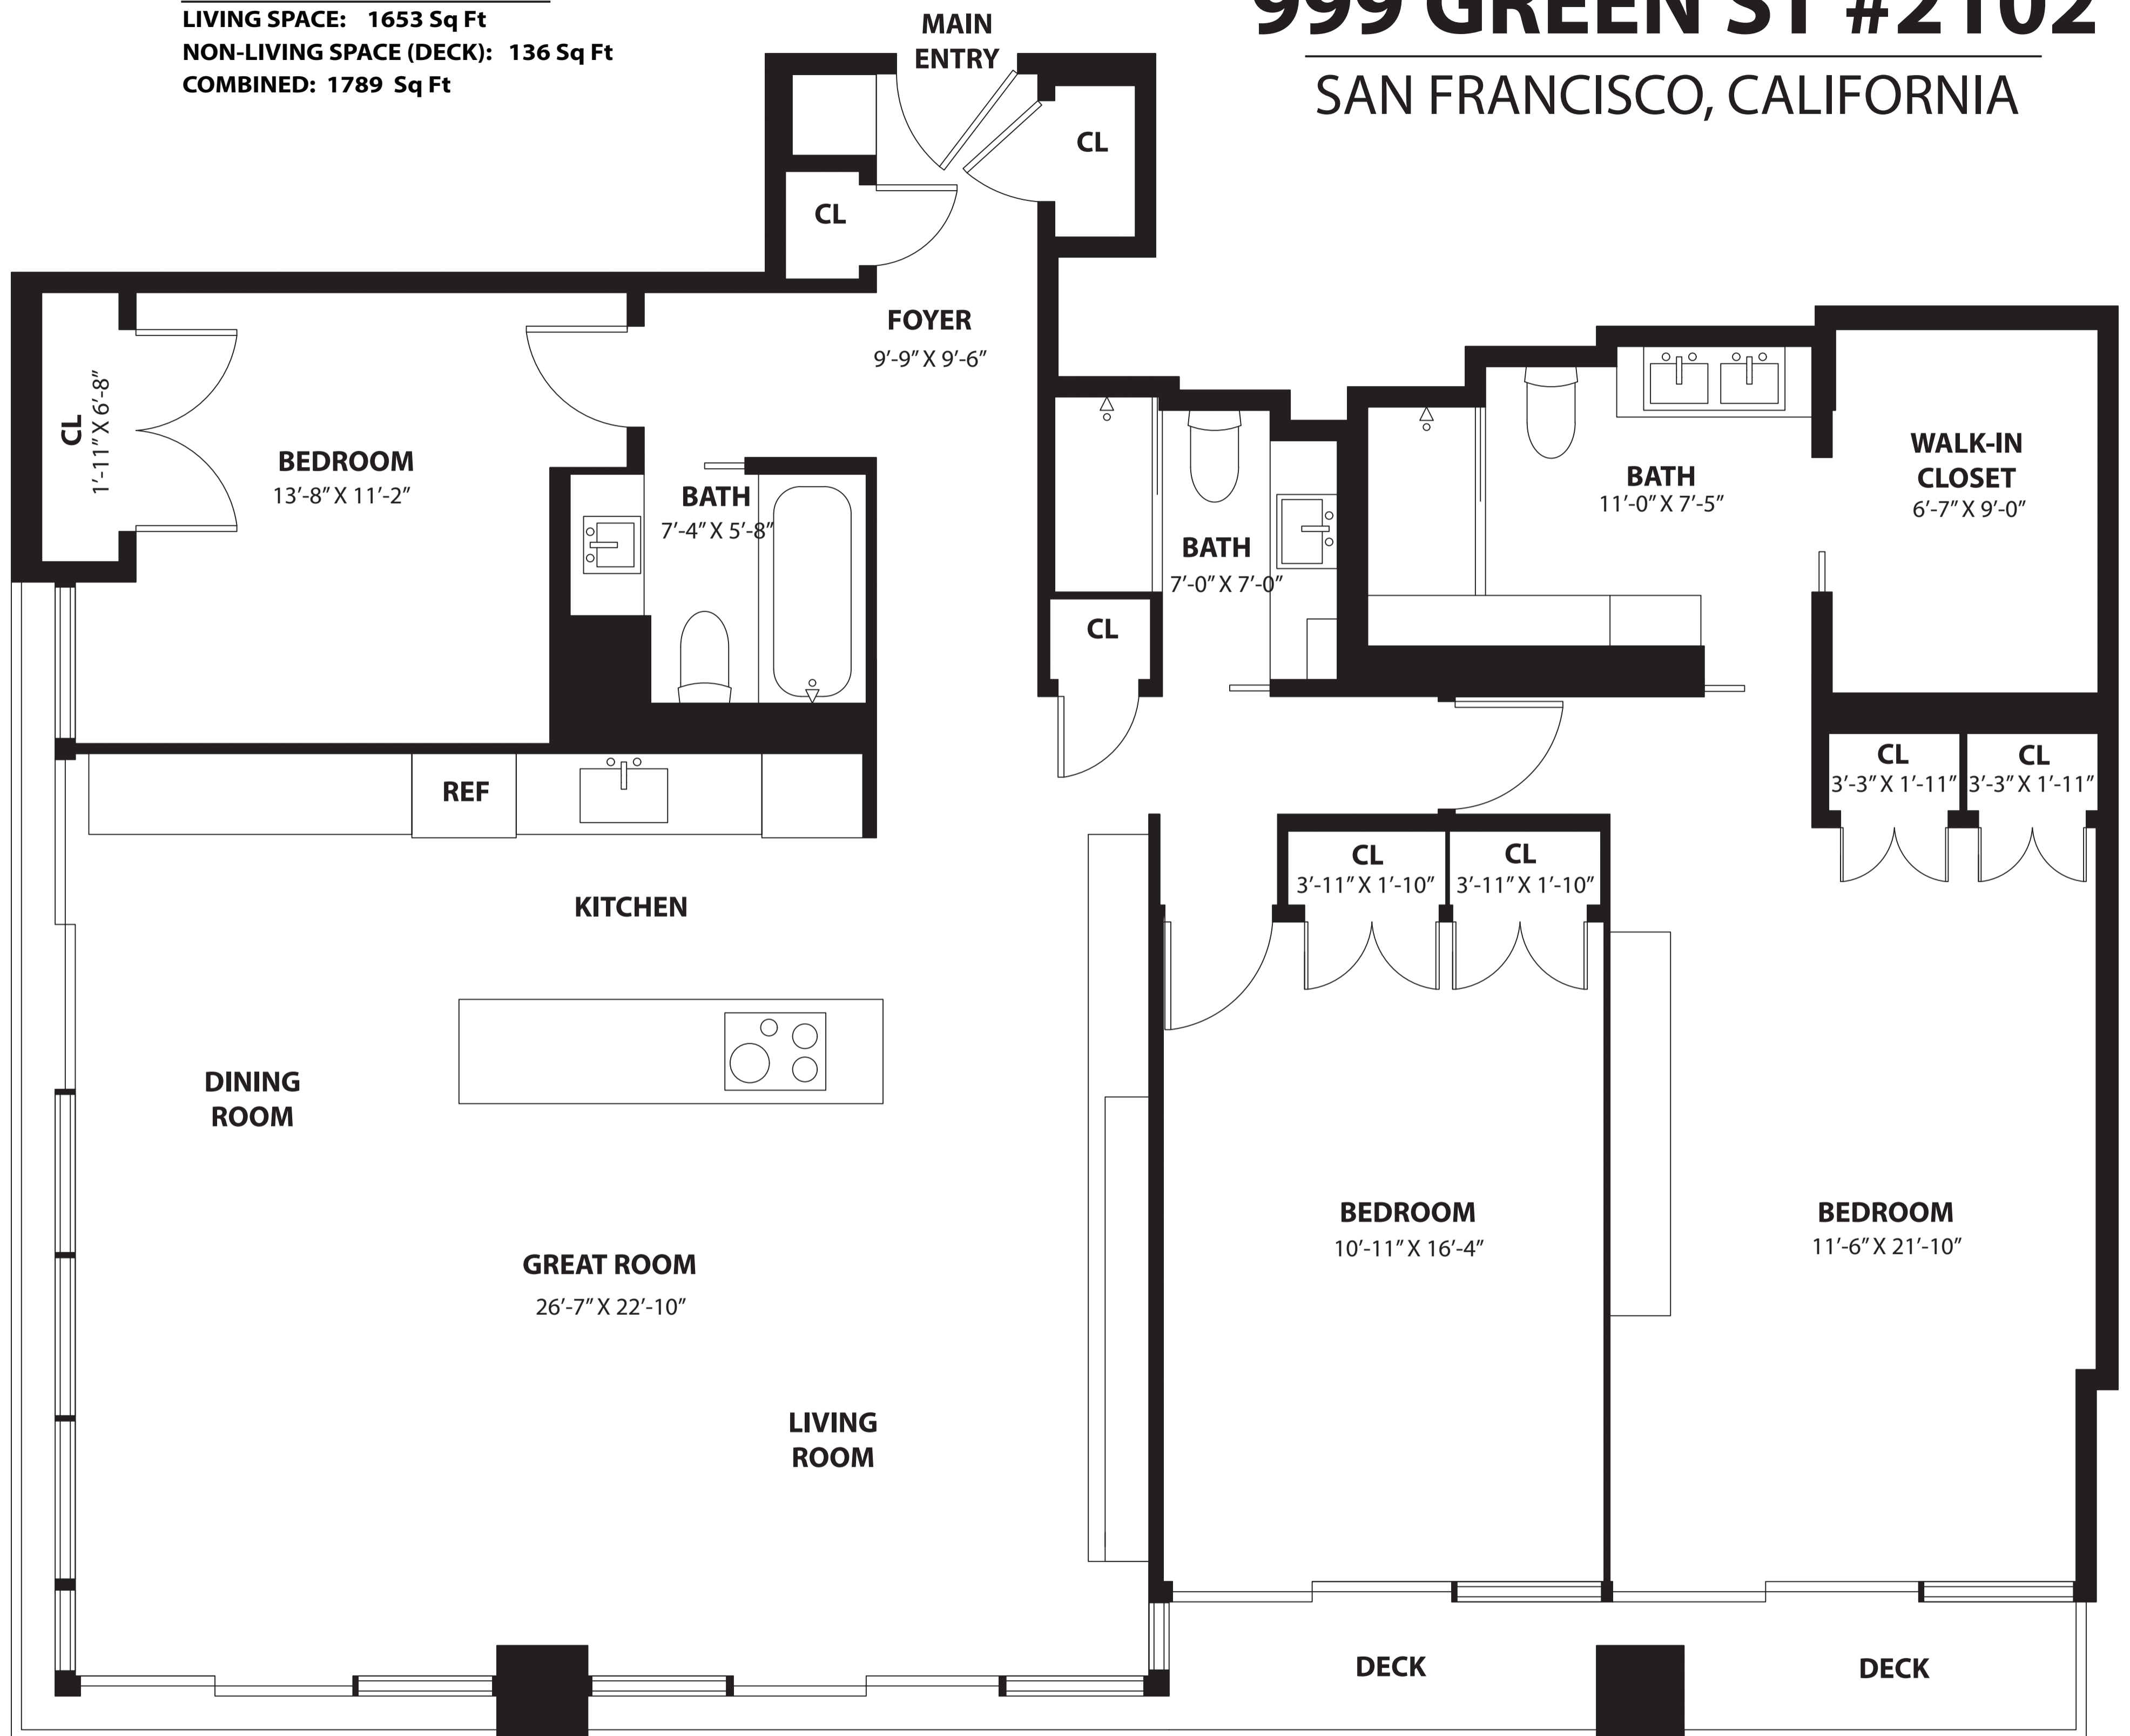 LIVING SPACE: 1653 Sq Ft
NON-LIVING SPACE (DECK): 136 Sq Ft
COMBINED: 1789 Sq Ft
999 GREEN ST #2102
SAN FRANCISCO, CALIFORNIA
MAIN
ENTRY
CL
CL
FOYER
9'-9" X 9'-6"
CL
1'-11" X 6'-8"
BEDROOM
13'-8" X 11'-2"
BATH
7'-4" X 5'-8"
BATH
7'-0" X 7'-0"
BATH
11'-0" X 7'-5"
WALK-IN
CLOSET
6'-7" X 9'-0"
CL
REF
CL
3'-3" X 1'-11"
CL
3'-3" X 1'-11"
CL
3'-11" X 1'-10"
CL
3'-11" X 1'-10"
KITCHEN
DINING
ROOM
GREAT ROOM
26'-7" X 22'-10"
BEDROOM
10'-11" X 16'-4"
BEDROOM
11'-6" X 21'-10"
LIVING
ROOM
DECK
DECK